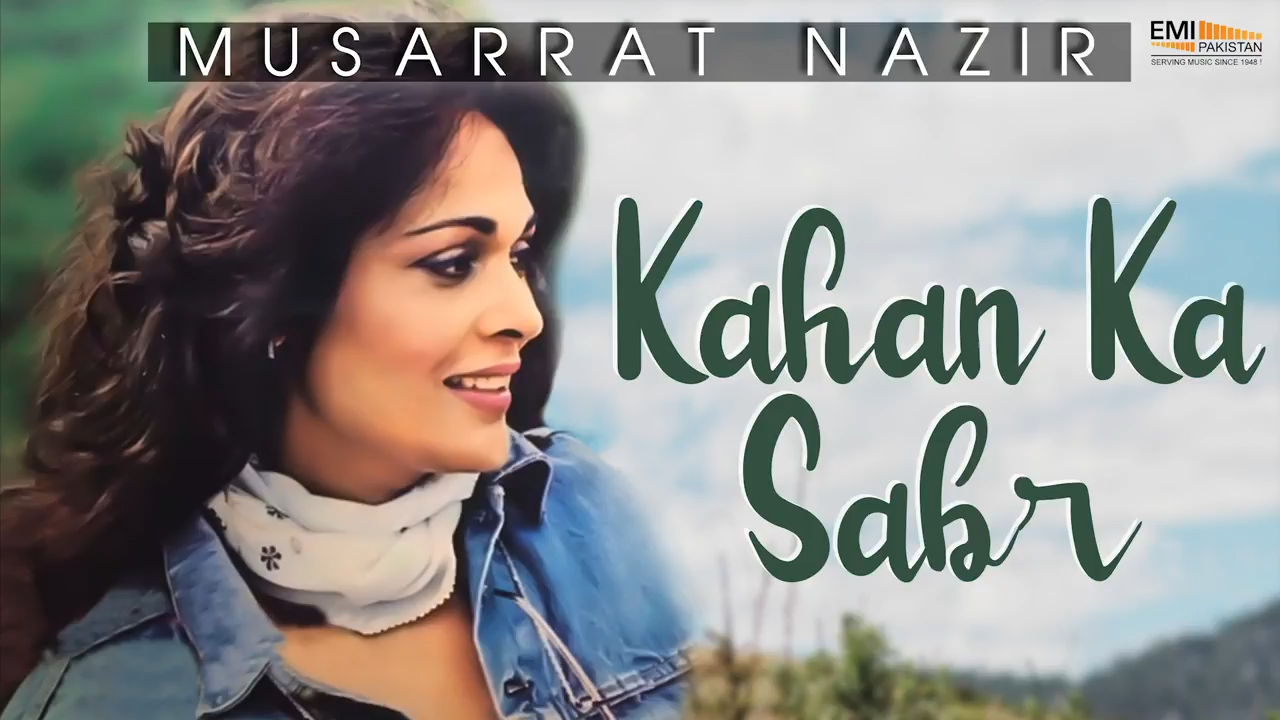 MUSARRAT NAZIR
EMI
PAKISTAN
SERVING MUSIC SINCE 1948 !
Kahan Ka
Sabr